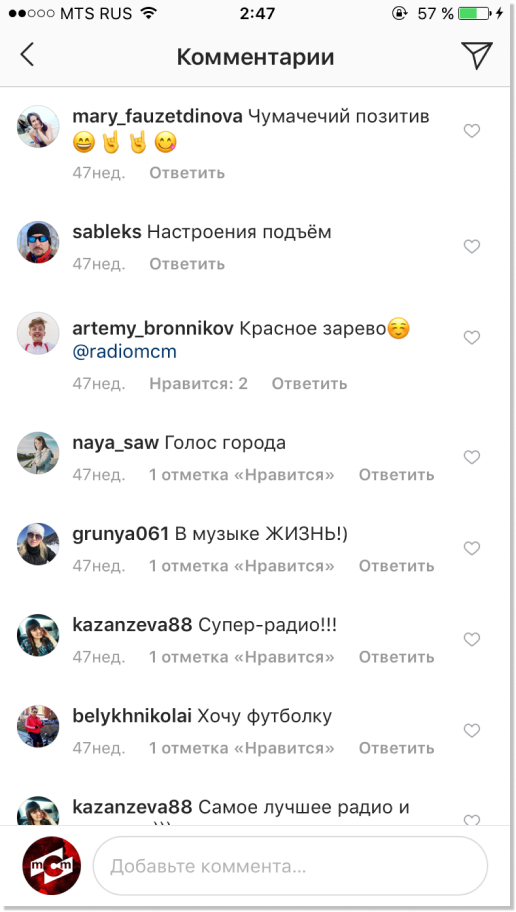 MTS RUS 2:47 57 %
Комментарии
mary_fauzetdinova Чумачечий позитив
😄🤘🤘😋
47нед. Ответить
sableks Настроения подъём
47нед. Ответить
artemy_bronnikov Красное зарево☺️
@radiomcm
47нед. Нравится: 2 Ответить
naya_saw Голос города
47нед. 1 отметка «Нравится» Ответить
grunya061 В музыке ЖИЗНЬ!)
47нед. 1 отметка «Нравится» Ответить
kazanzeva88 Супер-радио!!!
47нед. 1 отметка «Нравится» Ответить
belykhnikolai Хочу футболку
47нед. 1 отметка «Нравится» Ответить
kazanzeva88 Самое лучшее радио и
mcm
Добавьте коммента...